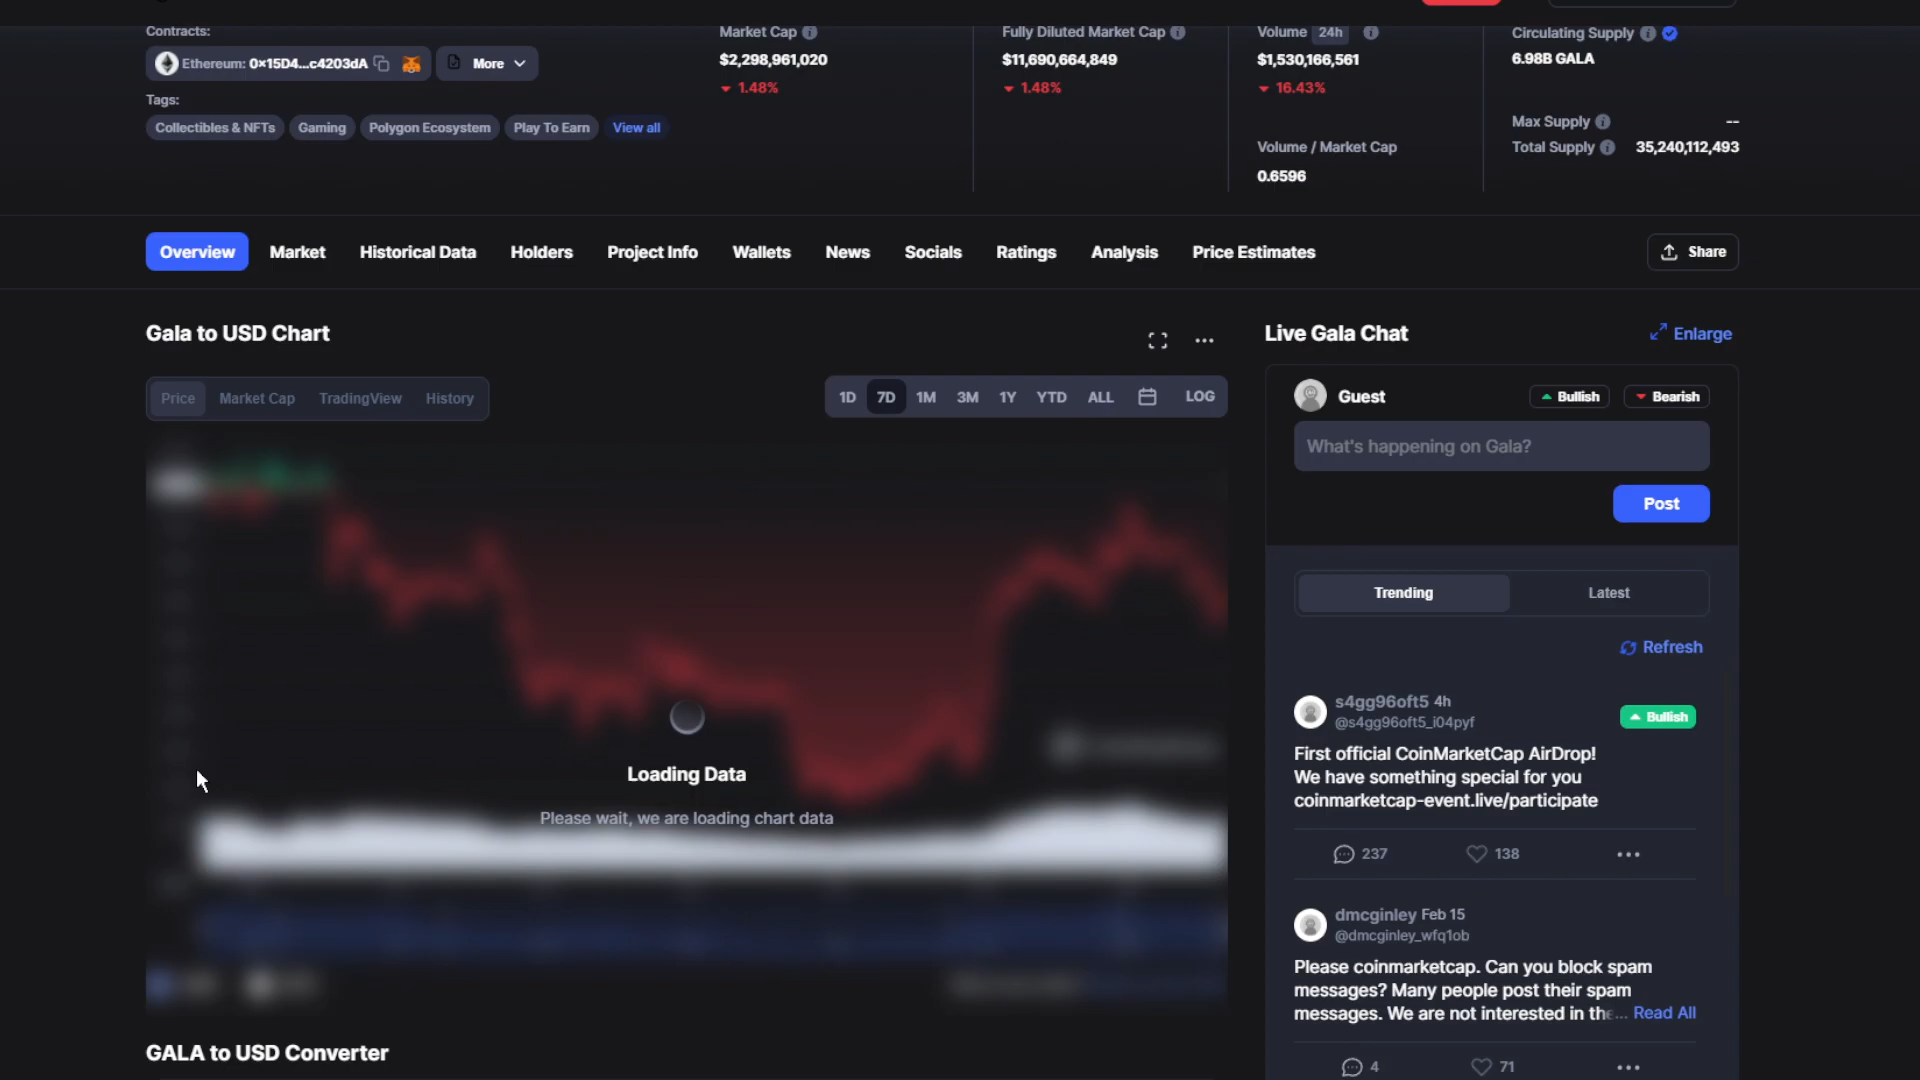 Contracts:
Ethereum: 0x15D4...c4203dA
More
Tags:
Collectibles & NFTs
Gaming
Polygon Ecosystem
Play To Earn
View all
Market Cap
$2,298,961,020
1.48%
Fully Diluted Market Cap
$11,690,664,849
1.48%
Volume 24h
$1,530,166,561
16.43%
Volume / Market Cap
0.6596
Circulating Supply
6.98B GALA
Max Supply --
Total Supply 35,240,112,493
Overview
Market
Historical Data
Holders
Project Info
Wallets
News
Socials
Ratings
Analysis
Price Estimates
Share
Gala to USD Chart
Price
Market Cap
TradingView
History
1D
7D
1M
3M
1Y
YTD
ALL
LOG
Loading Data
Please wait, we are loading chart data
GALA to USD Converter
Live Gala Chat
Enlarge
Guest
Bullish
Bearish
What's happening on Gala?
Post
Trending
Latest
Refresh
s4gg96oft5 4h
@s4gg96oft5_i04pyf
Bullish
First official CoinMarketCap AirDrop!
We have something special for you
coinmarketcap-event.live/participate
237
138
dmcginley Feb 15
@dmcginley_wfq1ob
Please coinmarketcap. Can you block spam
messages? Many people post their spam
messages. We are not interested in the... Read All
4
71